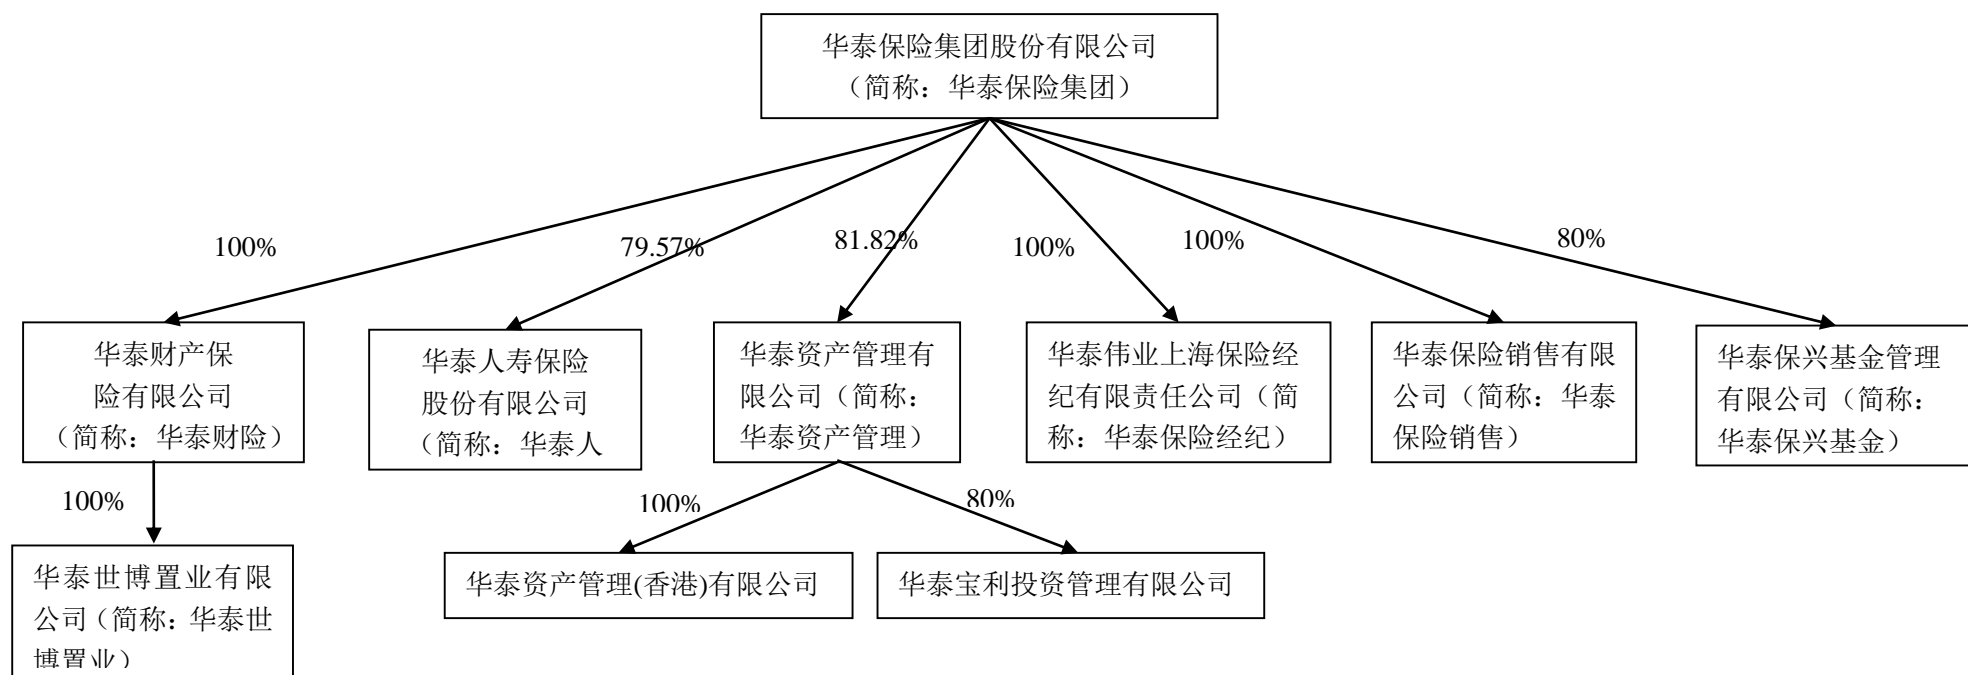 华泰保险集团股份有限公司
（简称：华泰保险集团）
100%
79.57%
81.82%
100%
100%
80%
华泰财产保
险有限公司
（简称：华泰财险）
华泰人寿保险
股份有限公司
（简称：华泰人
华泰资产管理有
限公司（简称：
华泰资产管理）
华泰伟业上海保险经
纪有限责任公司（简
称：华泰保险经纪）
华泰保险销售有限
公司（简称：华泰
保险销售）
华泰保兴基金管理
有限公司（简称：
华泰保兴基金）
100%
100%
80%
华泰世博置业有限
公司（简称：华泰世
博置业）
华泰资产管理(香港)有限公司
华泰宝利投资管理有限公司